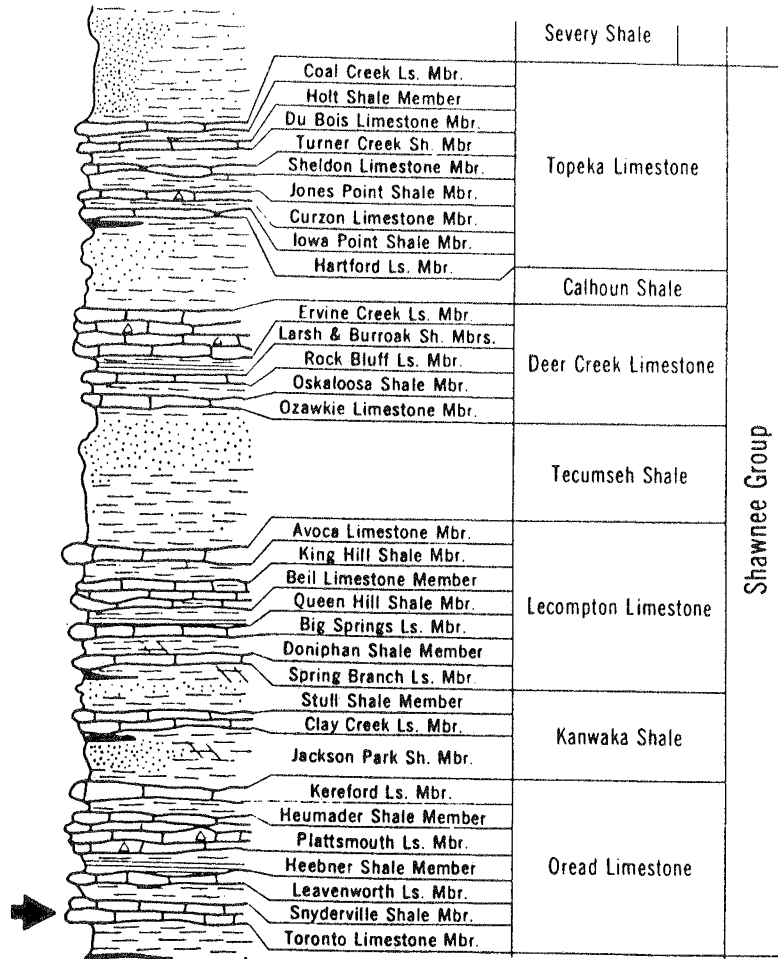 Severy Shale
Coal Creek Ls. Mbr.
Holt Shale Member
Du Bois Limestone Mbr.
Turner Creek Sh. Mbr
Sheldon Limestone Mbr.
Jones Point Shale Mbr.
Curzon Limestone Mbr.
Iowa Point Shale Mbr.
Hartford Ls. Mbr.
Topeka Limestone
Calhoun Shale
Ervine Creek Ls. Mbr.
Larsh & Burroak Sh. Mbrs.
Rock Bluff Ls. Mbr.
Oskaloosa Shale Mbr.
Ozawkie Limestone Mbr.
Deer Creek Limestone
Tecumseh Shale
Avoca Limestone Mbr.
King Hill Shale Mbr.
Beil Limestone Member
Queen Hill Shale Mbr.
Big Springs Ls. Mbr.
Doniphan Shale Member
Spring Branch Ls. Mbr.
Lecompton Limestone
Stull Shale Member
Clay Creek Ls. Mbr.
Jackson Park Sh. Mbr.
Kanwaka Shale
Kereford Ls. Mbr.
Heumader Shale Member
Plattsmouth Ls. Mbr.
Heebner Shale Member
Leavenworth Ls. Mbr.
Snyderville Shale Mbr.
Toronto Limestone Mbr.
Oread Limestone
Shawnee Group